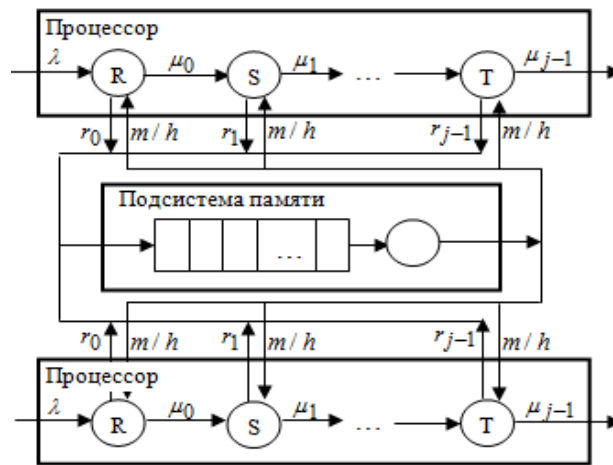 Процессор
λ R μ0 S μ1 ... T μj−1
r0 m/h r1 m/h rj−1 m/h
Подсистема памяти
...
r0 m/h r1 m/h rj−1 m/h
Процессор
λ R μ0 S μ1 ... T μj−1